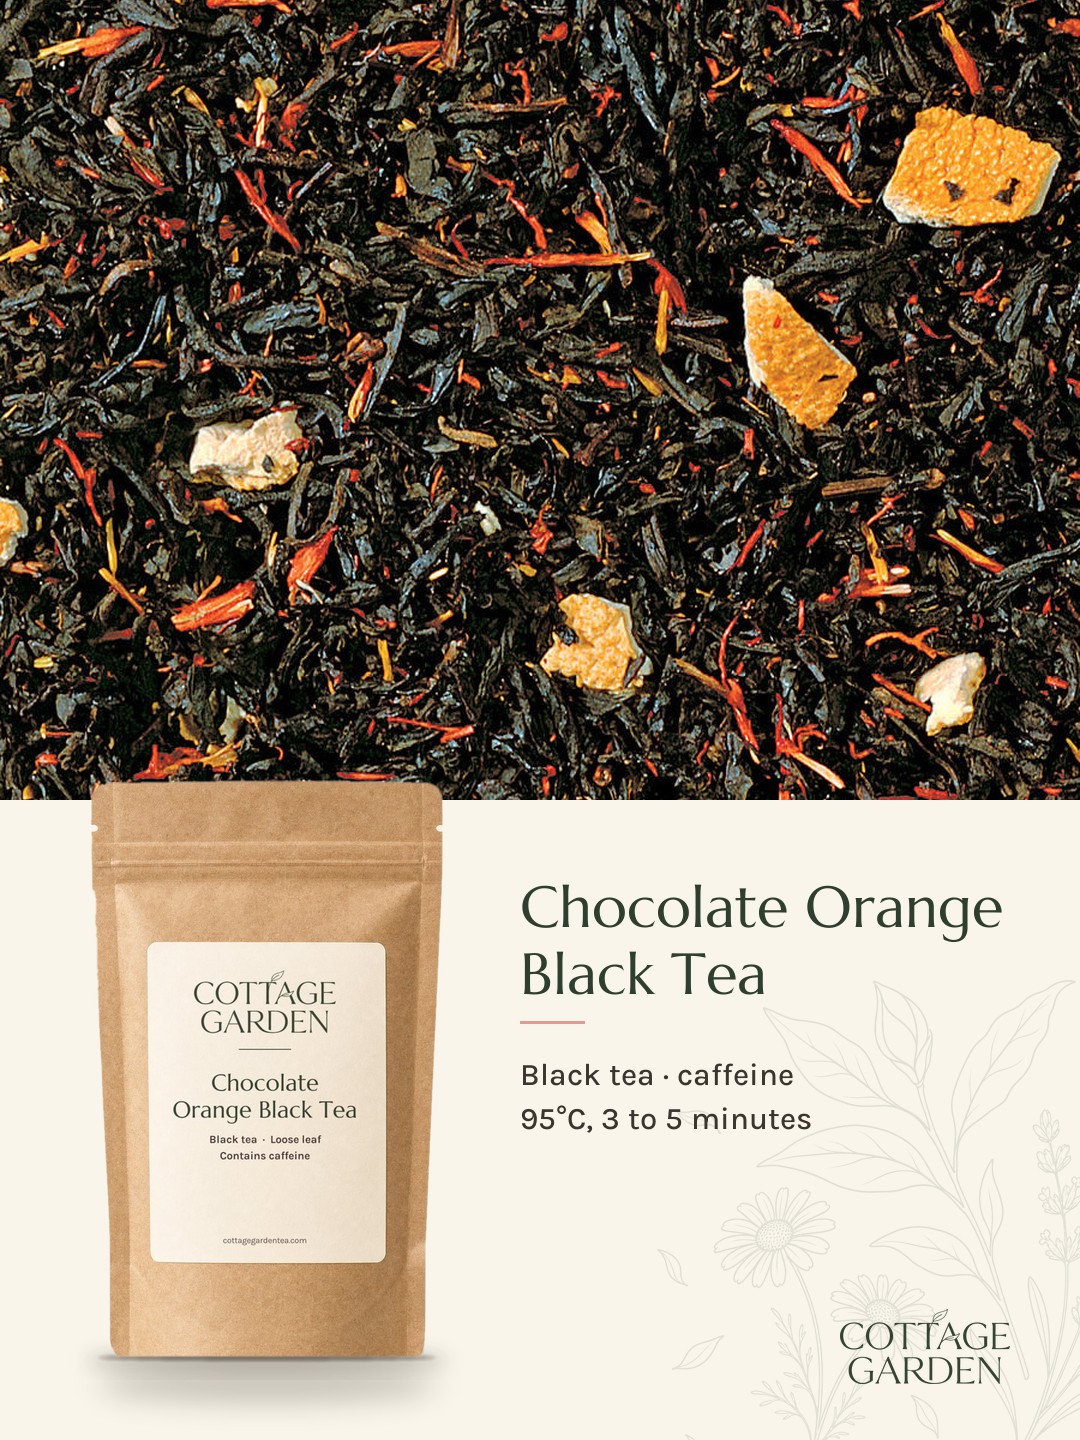 COTTAGE
GARDEN
Chocolate
Orange Black Tea
Black tea · Loose leaf
Contains caffeine
cottagegardentea.com
Chocolate Orange
Black Tea
Black tea · caffeine
95°C, 3 to 5 minutes
COTTAGE
GARDEN